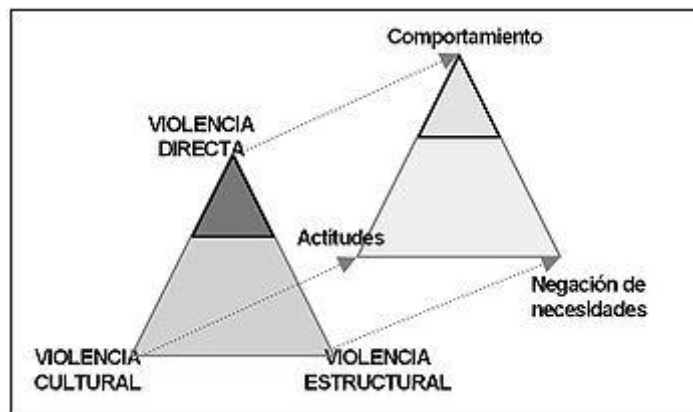 Comportamiento
VIOLENCIA
DIRECTA
Actitudes
Negación de
necesidades
VIOLENCIA
CULTURAL
VIOLENCIA
ESTRUCTURAL